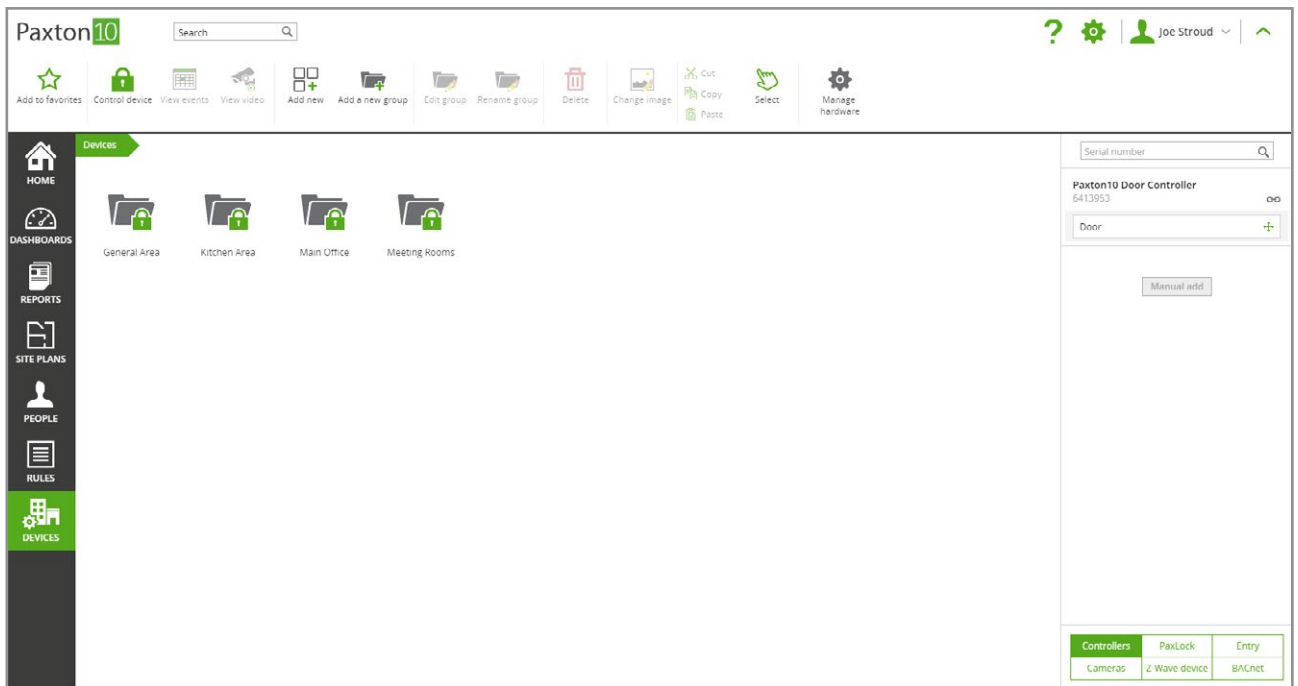 Paxton10
Search
Joe Stroud
Add to favorites
Control device
View events
View video
Add new
Add a new group
Edit group
Rename group
Delete
Change image
Cut
Copy
Paste
Select
Manage
hardware
HOME
DASHBOARDS
REPORTS
SITE PLANS
PEOPLE
RULES
DEVICES
Devices
General Area
Kitchen Area
Main Office
Meeting Rooms
Serial number
Paxton10 Door Controller
6413953
Door
Manual add
Controllers
PaxLock
Entry
Cameras
Z Wave device
BACnet